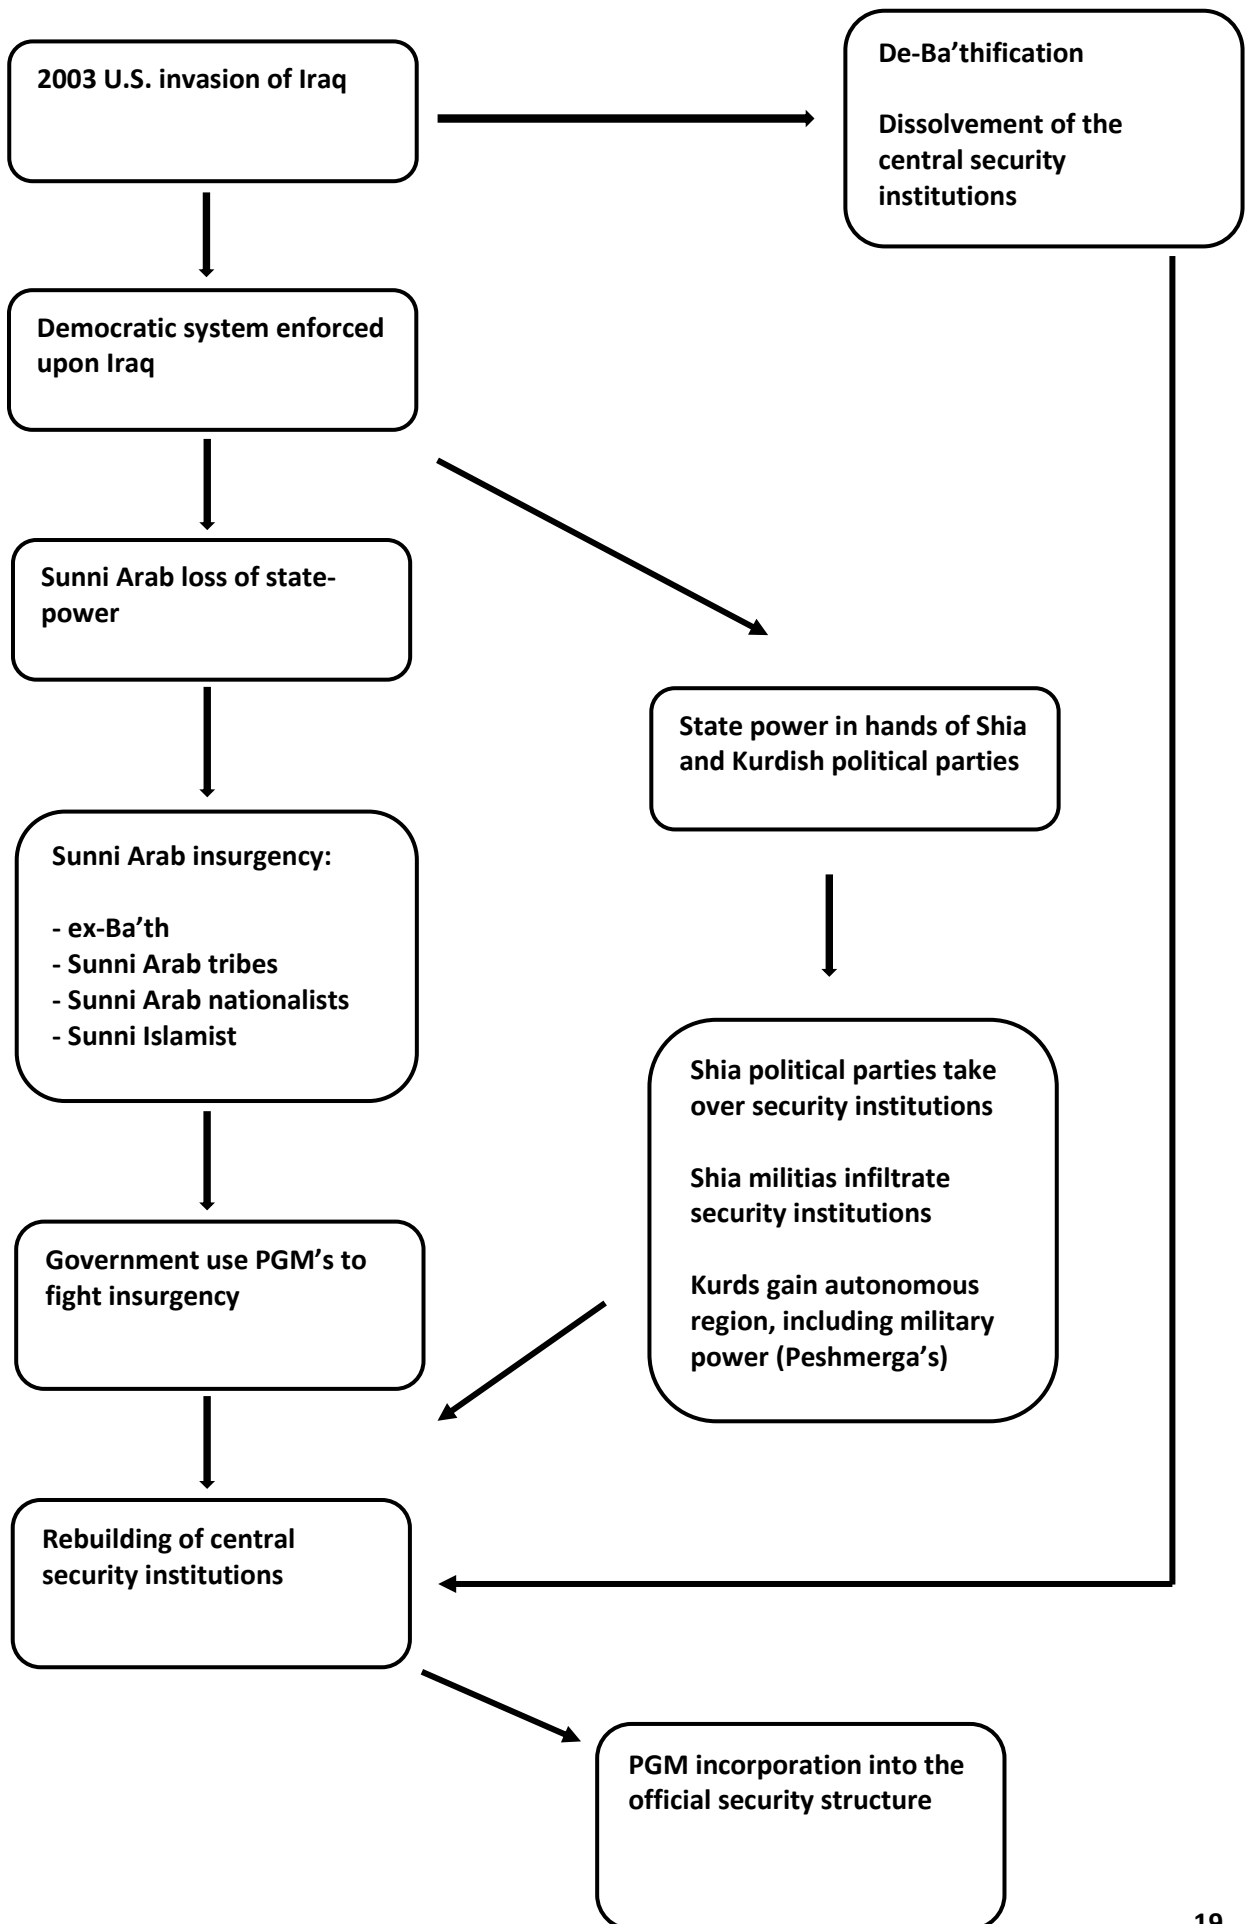 2003 U.S. invasion of Iraq
De-Ba’thification
Dissolvement of the
central security
institutions
Democratic system enforced
upon Iraq
Sunni Arab loss of state-
power
State power in hands of Shia
and Kurdish political parties
Sunni Arab insurgency:
- ex-Ba’th
- Sunni Arab tribes
- Sunni Arab nationalists
- Sunni Islamist
Shia political parties take
over security institutions
Shia militias infiltrate
security institutions
Kurds gain autonomous
region, including military
power (Peshmerga’s)
Government use PGM’s to
fight insurgency
Rebuilding of central
security institutions
PGM incorporation into the
official security structure
19